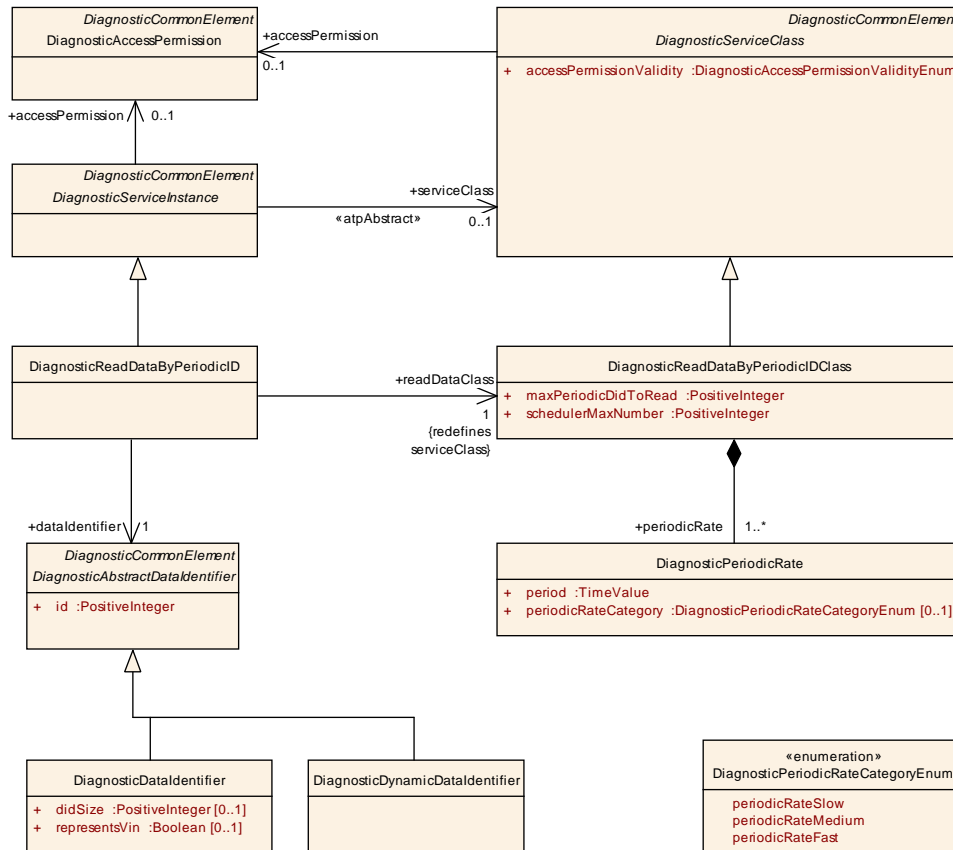 DiagnosticCommonElement
DiagnosticAccessPermission
+accessPermission
0..1
DiagnosticCommonElement
DiagnosticServiceClass
+ accessPermissionValidity :DiagnosticAccessPermissionValidityEnum
+accessPermission
0..1
DiagnosticCommonElement
DiagnosticServiceInstance
+serviceClass
«atpAbstract»
0..1
DiagnosticReadDataByPeriodicID
+readDataClass
1
{redefines
serviceClass}
DiagnosticReadDataByPeriodicIDClass
+ maxPeriodicDidToRead :PositiveInteger
+ schedulerMaxNumber :PositiveInteger
+dataIdentifier
1
+periodicRate
1..*
DiagnosticCommonElement
DiagnosticAbstractDataIdentifier
+ id :PositiveInteger
DiagnosticPeriodicRate
+ period :TimeValue
+ periodicRateCategory :DiagnosticPeriodicRateCategoryEnum [0..1]
DiagnosticDataIdentifier
+ didSize :PositiveInteger [0..1]
+ representsVin :Boolean [0..1]
DiagnosticDynamicDataIdentifier
«enumeration»
DiagnosticPeriodicRateCategoryEnum
periodicRateSlow
periodicRateMedium
periodicRateFast